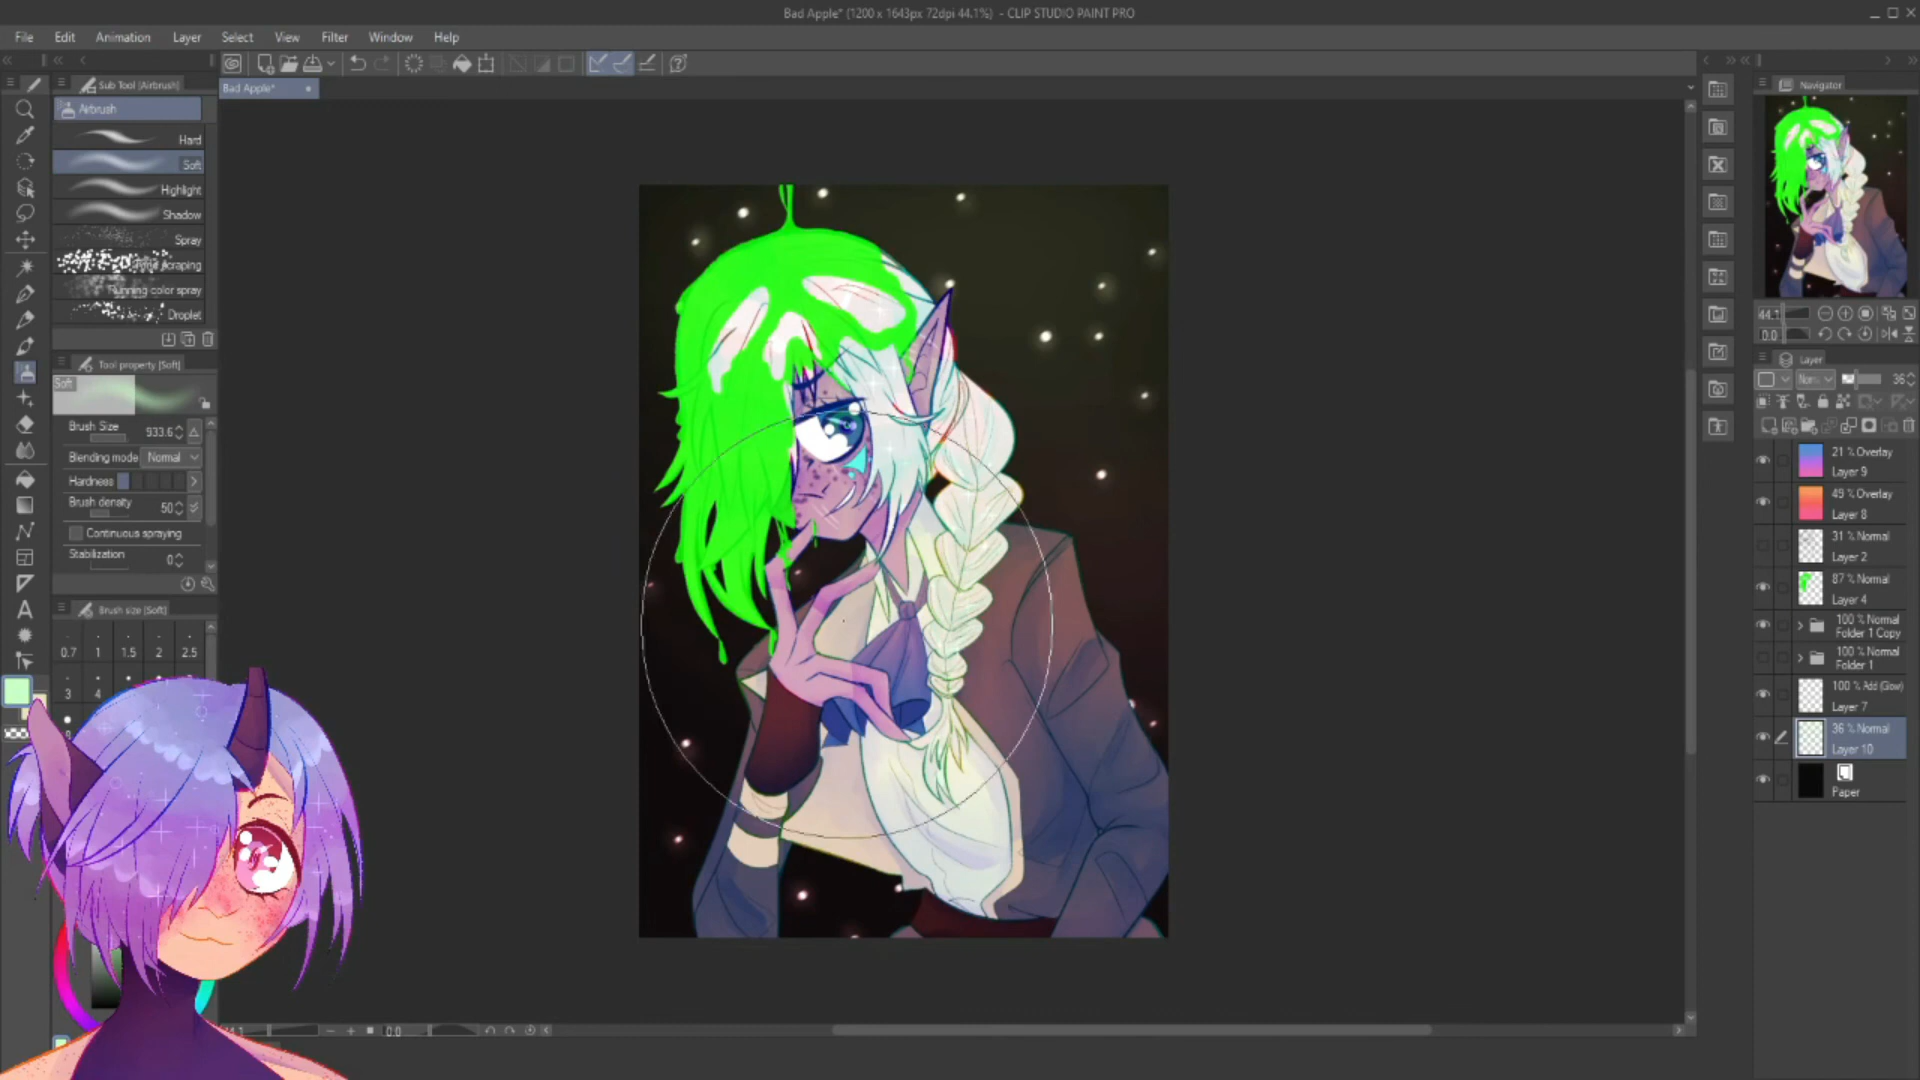 Bad Apple* (1200 x 1643px 72dpi 44.1%) - CLIP STUDIO PAINT PRO
File Edit Animation Layer Select View Filter Window Help
Sub Tool [Airbrush]
Bad Apple*
Navigator
Airbrush
Hard
Soft
Highlight
Shadow
Spray
scraping
Running color spray
Droplet
Tool property [Soft]
Soft
Brush Size 933.6
Blending mode Normal
Hardness
Brush density 50
Continuous spraying
Stabilization 0
Brush size [Soft]
0.7 1 1.5 2 2.5
3 4
44.1
0.0
Layer
36
21 % Overlay
Layer 9
49 % Overlay
Layer 8
31 % Normal
Layer 2
87 % Normal
Layer 4
100 % Normal
Folder 1 Copy
100 % Normal
Folder 1
100 % Add (Glow)
Layer 7
36 % Normal
Layer 10
Paper
44.1 0.0